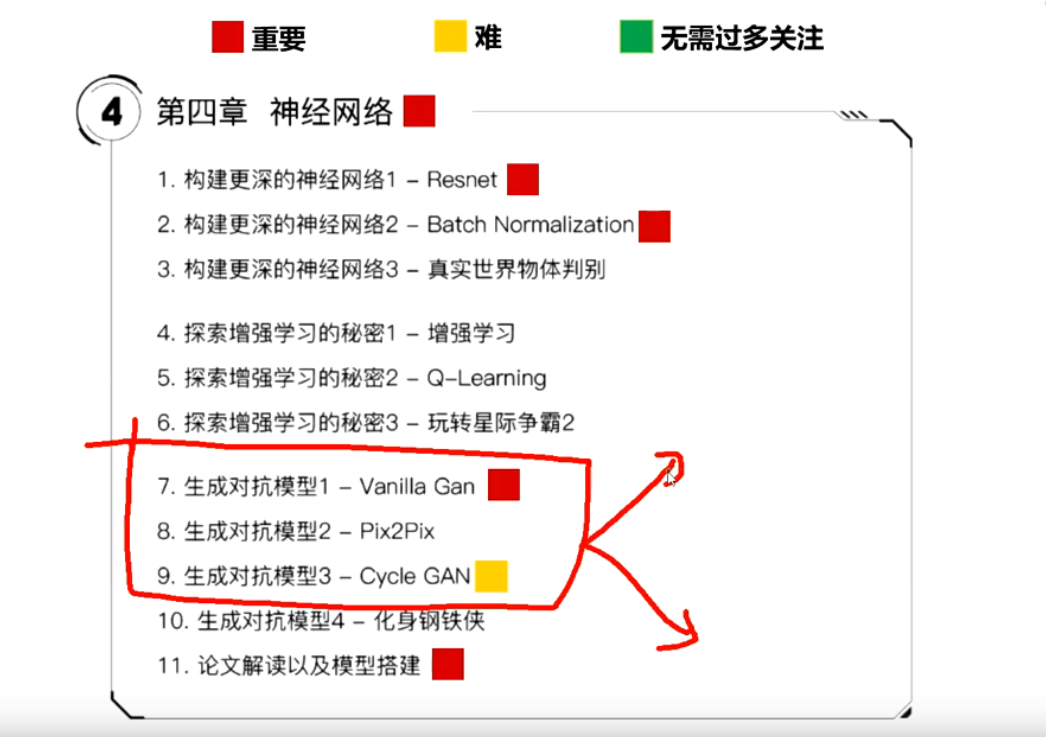 重要 难 无需过多关注
4 第四章 神经网络
1. 构建更深的神经网络1 – Resnet
2. 构建更深的神经网络2 – Batch Normalization
3. 构建更深的神经网络3 – 真实世界物体判别
4. 探索增强学习的秘密1 – 增强学习
5. 探索增强学习的秘密2 – Q-Learning
6. 探索增强学习的秘密3 – 玩转星际争霸2
7. 生成对抗模型1 – Vanilla Gan
8. 生成对抗模型2 – Pix2Pix
9. 生成对抗模型3 – Cycle GAN
10. 生成对抗模型4 – 化身钢铁侠
11. 论文解读以及模型搭建